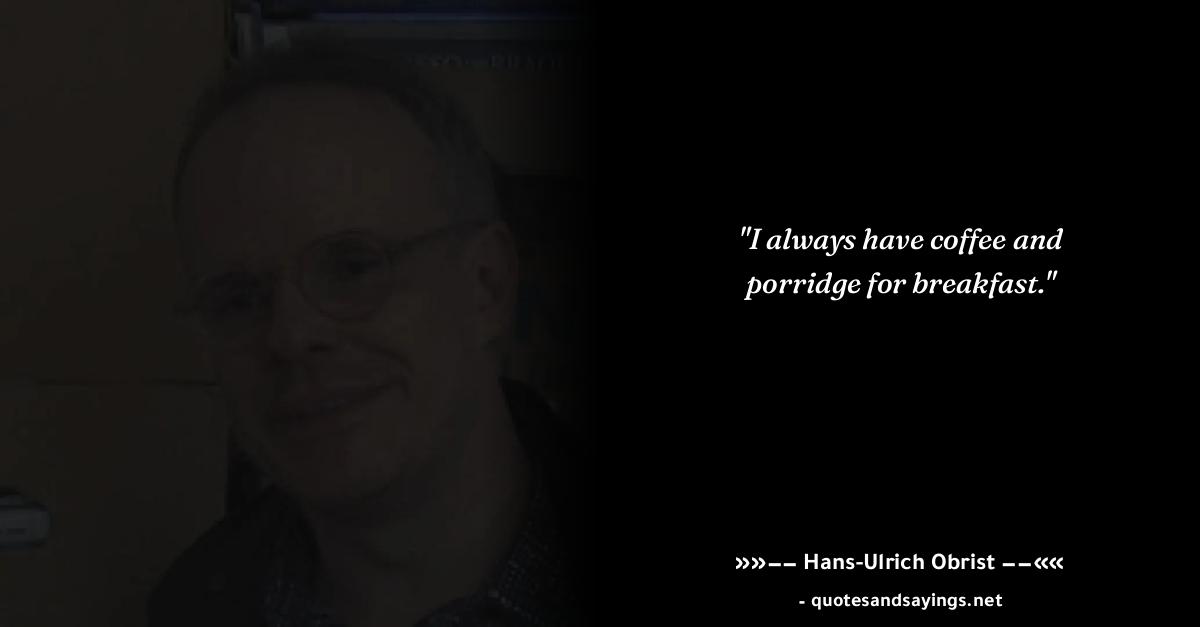 "I always have coffee and
porridge for breakfast."
»»−− Hans-Ulrich Obrist −−««
- quotesandsayings.net